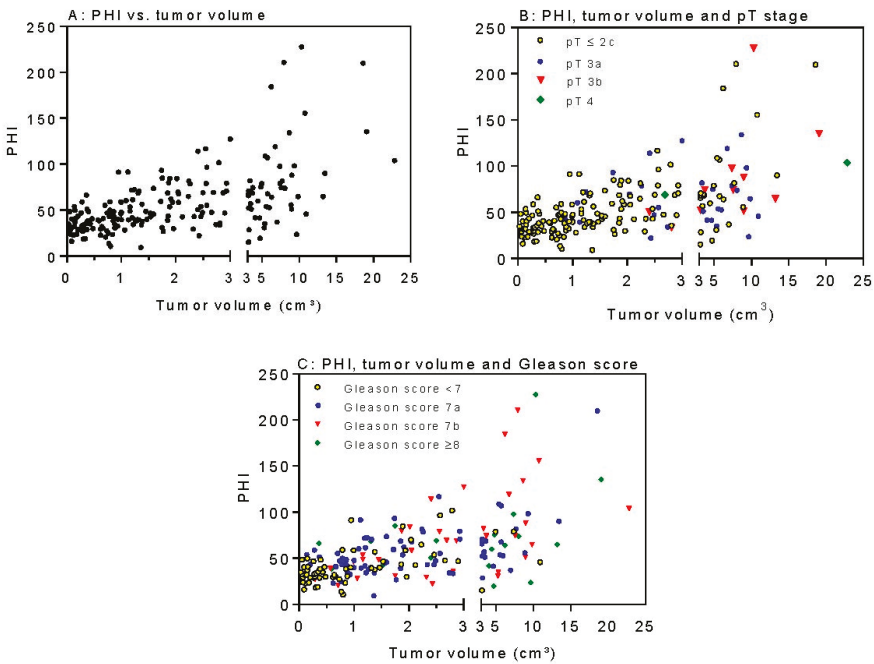 A: PHI vs. tumor volume
250
200
150
100
50
0
PHI
0 1 2 3 3 5 10 15 20 25
Tumor volume (cm³)
B: PHI, tumor volume and pT stage
pT ≤ 2c
pT 3a
pT 3b
pT 4
250
200
150
100
50
0
PHI
0 1 2 3 3 5 10 15 20 25
Tumor volume (cm³)
C: PHI, tumor volume and Gleason score
Gleason score <7
Gleason score 7a
Gleason score 7b
Gleason score ≥8
250
200
150
100
50
0
PHI
0 1 2 3 3 5 10 15 20 25
Tumor volume (cm³)